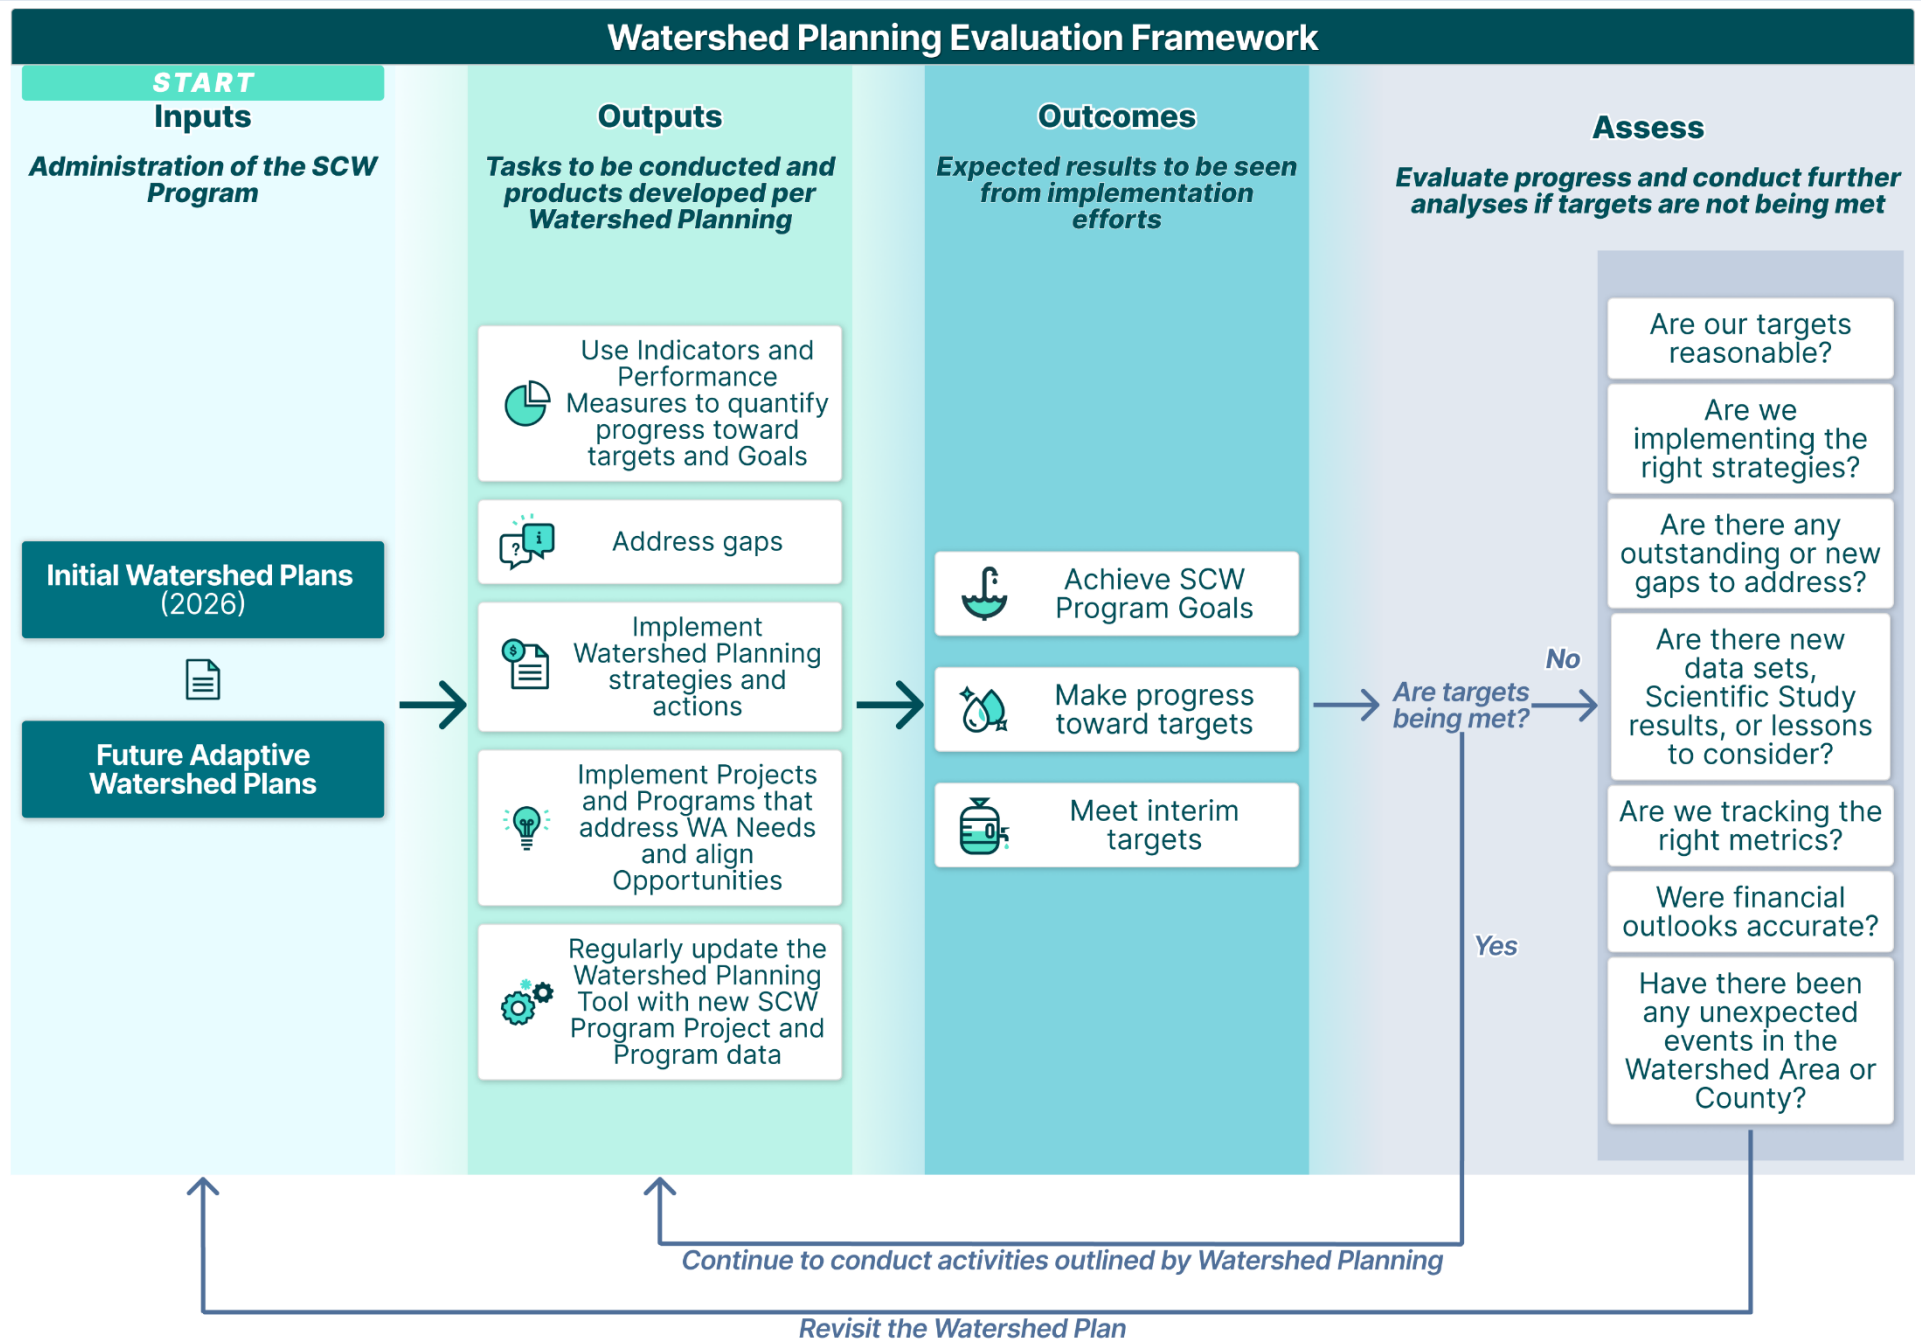 Watershed Planning Evaluation Framework
START
Inputs
Administration of the SCW
Program
Initial Watershed Plans
(2026)
Future Adaptive
Watershed Plans
Outputs
Tasks to be conducted and
products developed per
Watershed Planning
Use Indicators and
Performance
Measures to quantify
progress toward
targets and Goals
?
i
Address gaps
$
Implement
Watershed Planning
strategies and
actions
Implement Projects
and Programs that
address WA Needs
and align
Opportunities
Regularly update the
Watershed Planning
Tool with new SCW
Program Project and
Program data
Outcomes
Expected results to be seen
from implementation
efforts
Achieve SCW
Program Goals
Make progress
toward targets
Meet interim
targets
Assess
Evaluate progress and conduct further
analyses if targets are not being met
Are targets
being met?
No
Yes
Are our targets
reasonable?
Are we
implementing the
right strategies?
Are there any
outstanding or new
gaps to address?
Are there new
data sets,
Scientific Study
results, or lessons
to consider?
Are we tracking the
right metrics?
Were financial
outlooks accurate?
Have there been
any unexpected
events in the
Watershed Area or
County?
Continue to conduct activities outlined by Watershed Planning
Revisit the Watershed Plan